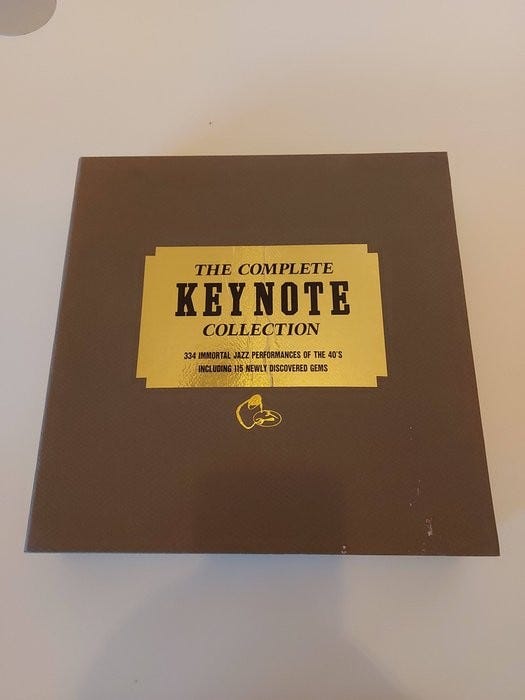 THE COMPLETE
KEYNOTE
COLLECTION
334 IMMORTAL JAZZ PERFORMANCES OF THE 40'S
INCLUDING 115 NEWLY DISCOVERED GEMS